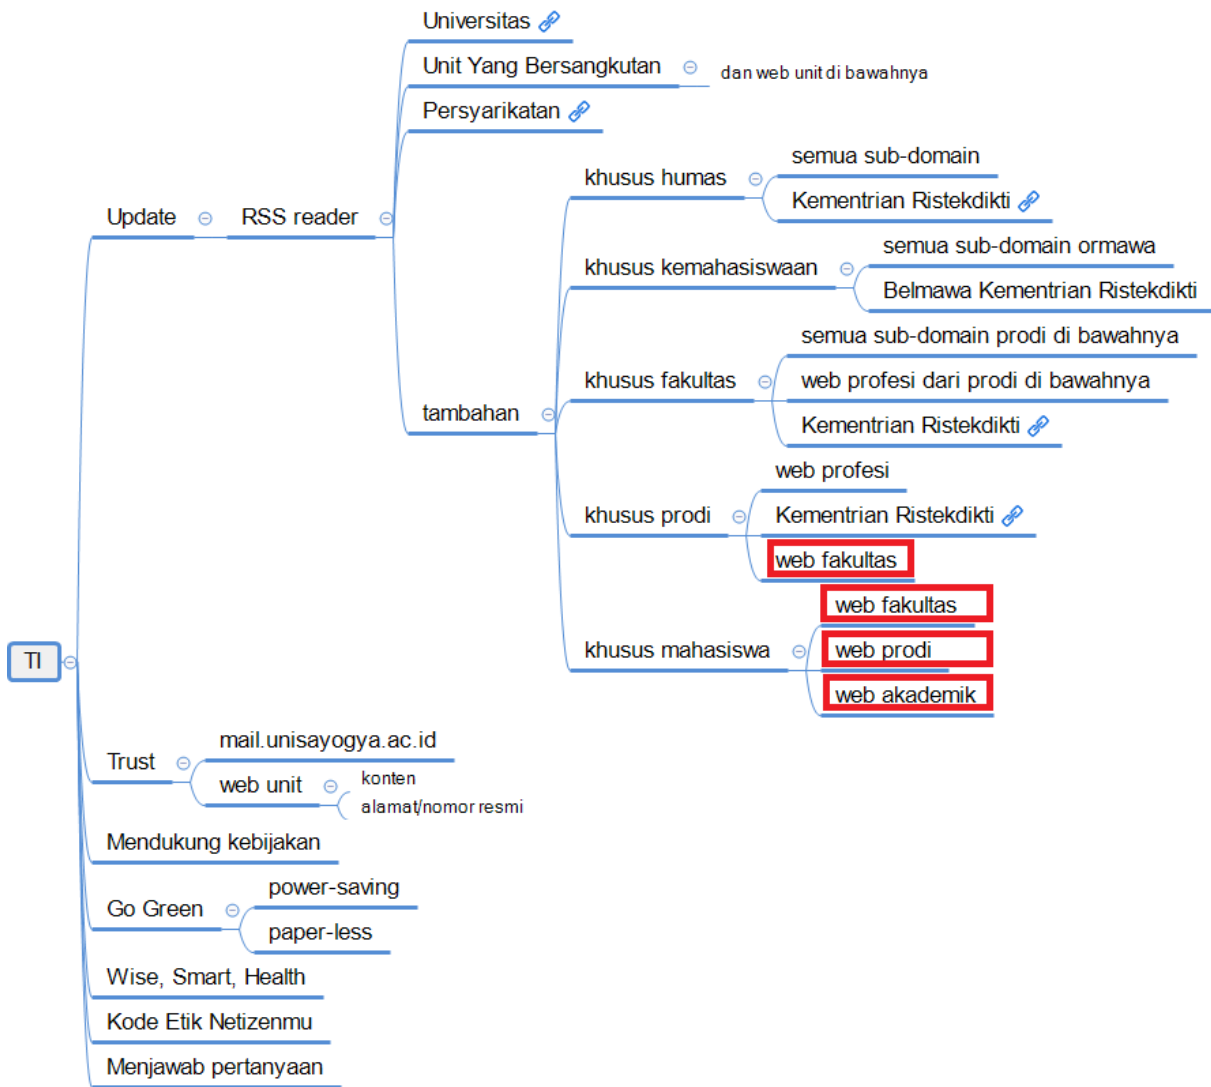 Universitas
Unit Yang Bersangkutan
dan web unit di bawahnya
Persyarikatan
semua sub-domain
khusus humas
Kementrian Ristekdikti
Update
RSS reader
semua sub-domain ormawa
khusus kemahasiswaan
Belmawa Kementrian Ristekdikti
semua sub-domain prodi di bawahnya
khusus fakultas
web profesi dari prodi di bawahnya
tambahan
Kementrian Ristekdikti
web profesi
khusus prodi
Kementrian Ristekdikti
web fakultas
web fakultas
khusus mahasiswa
web prodi
web akademik
TI
mail.unisayogya.ac.id
Trust
web unit
konten
alamat/nomor resmi
Mendukung kebijakan
power-saving
Go Green
paper-less
Wise, Smart, Health
Kode Etik Netizenmu
Menjawab pertanyaan